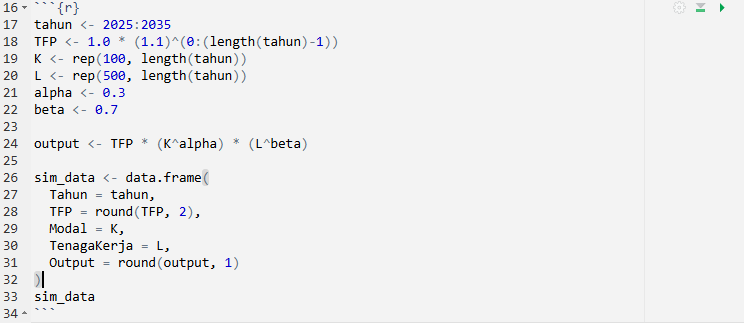 16 ```{r}
17 tahun <- 2025:2035
18 TFP <- 1.0 * (1.1)^(0:(length(tahun)-1))
19 K <- rep(100, length(tahun))
20 L <- rep(500, length(tahun))
21 alpha <- 0.3
22 beta <- 0.7
23
24 output <- TFP * (K^alpha) * (L^beta)
25
26 sim_data <- data.frame(
27   Tahun = tahun,
28   TFP = round(TFP, 2),
29   Modal = K,
30   TenagaKerja = L,
31   Output = round(output, 1)
32 )
33 sim_data
34 ```